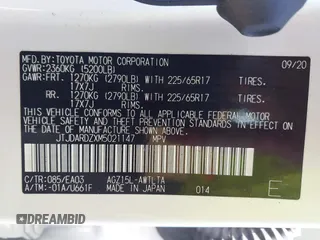 MFD.BY:TOYOTA MOTOR CORPORATION 09/20
GVWR:2360KG (5200LB)
GAWR:FRT. 1270KG (2790LB) WITH 225/65R17 TIRES.
17X7J RIMS.
RR. 1270KG (2790LB) WITH 225/65R17 TIRES.
17X7J RIMS.
THIS VEHICLE CONFORMS TO ALL APPLICABLE FEDERAL MOTOR
VEHICLE SAFETY AND THEFT PREVENTION STANDARDS IN
EFFECT ON THE DATE OF MANUFACTURE SHOWN ABOVE.
JTJDARDZXM5021147 MPV
C/TR:085/EA03 AGZ15L-AWTLTA
A/TM:-01A/U661F MADE IN JAPAN 014 E